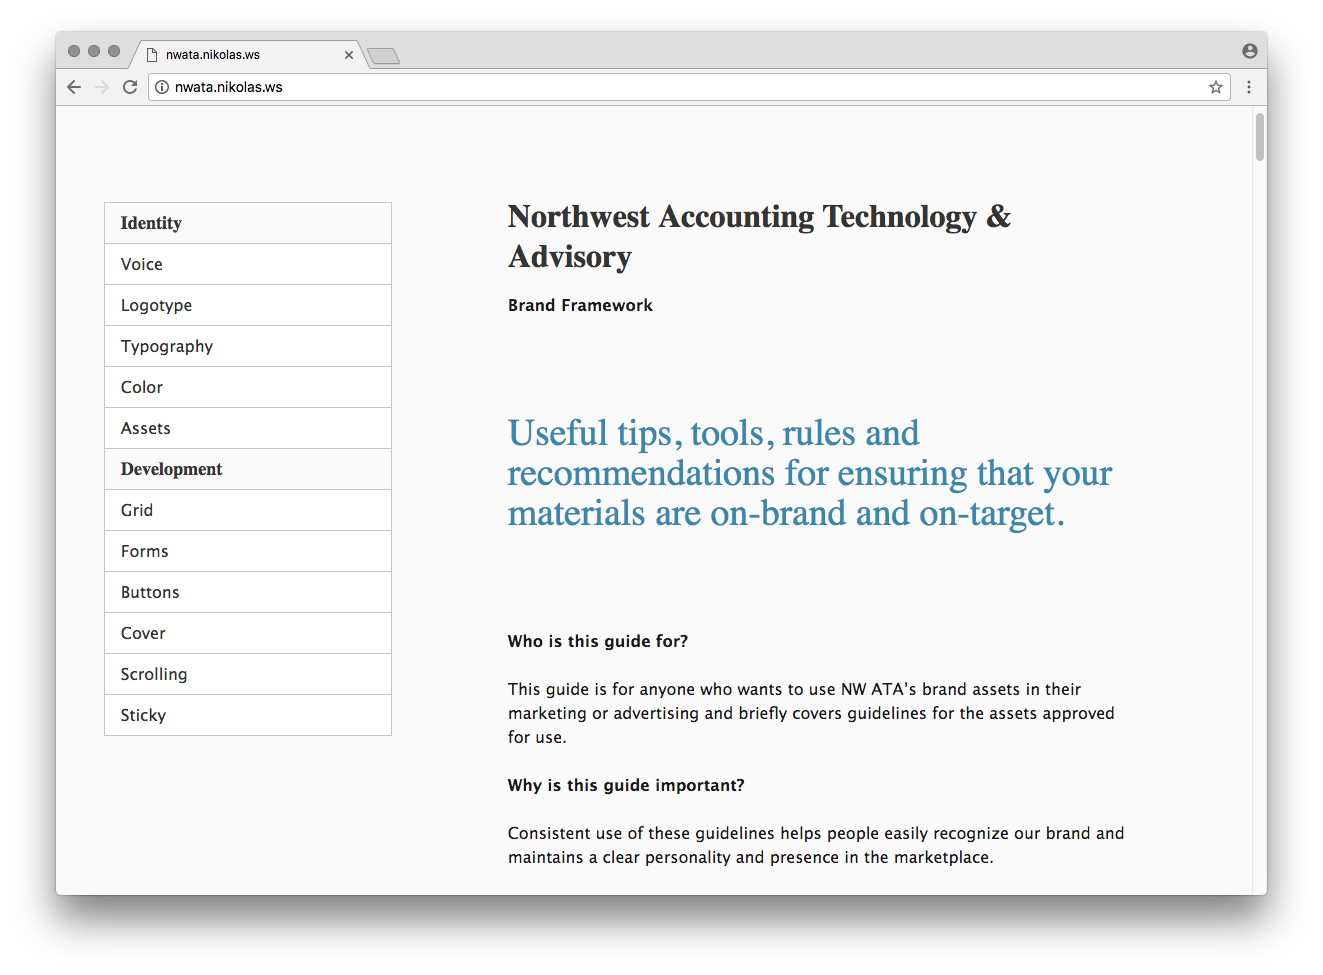 nwata.nikolas.ws
nwata.nikolas.ws
Identity
Voice
Logotype
Typography
Color
Assets
Development
Grid
Forms
Buttons
Cover
Scrolling
Sticky
Northwest Accounting Technology &
Advisory
Brand Framework
Useful tips, tools, rules and
recommendations for ensuring that your
materials are on-brand and on-target.
Who is this guide for?
This guide is for anyone who wants to use NW ATA’s brand assets in their
marketing or advertising and briefly covers guidelines for the assets approved
for use.
Why is this guide important?
Consistent use of these guidelines helps people easily recognize our brand and
maintains a clear personality and presence in the marketplace.